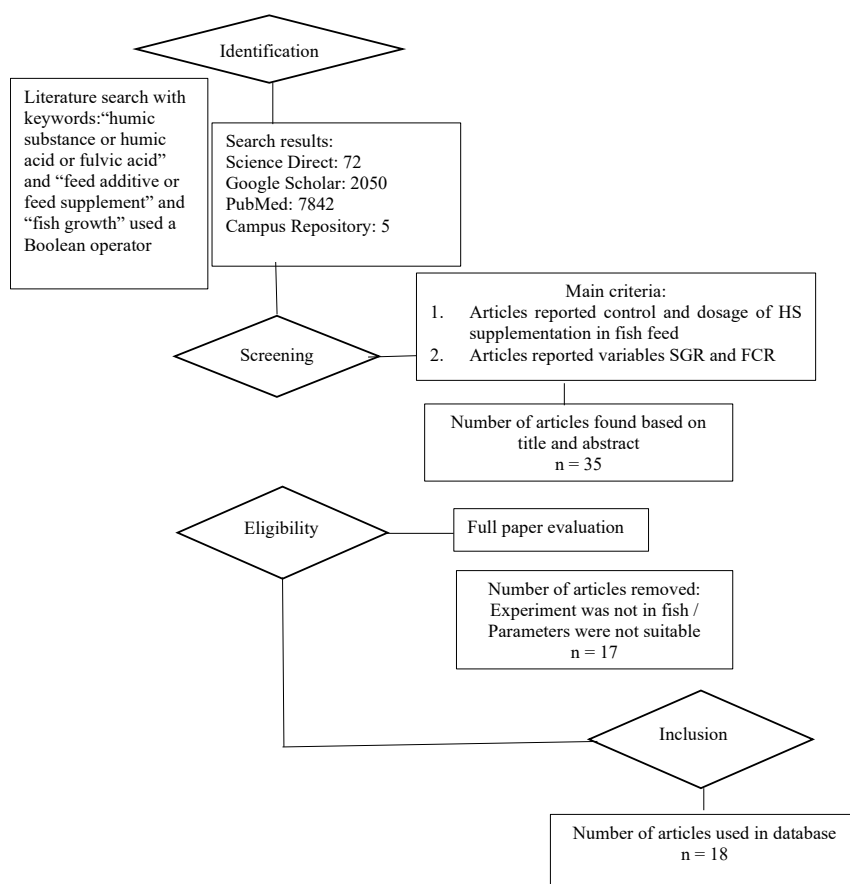 Identification
Literature search with
keywords:“humic
substance or humic
acid or fulvic acid”
and “feed additive or
feed supplement” and
“fish growth” used a
Boolean operator
Search results:
Science Direct: 72
Google Scholar: 2050
PubMed: 7842
Campus Repository: 5
Screening
Main criteria:
1. Articles reported control and dosage of HS
supplementation in fish feed
2. Articles reported variables SGR and FCR
Number of articles found based on
title and abstract
n = 35
Eligibility
Full paper evaluation
Number of articles removed:
Experiment was not in fish /
Parameters were not suitable
n = 17
Inclusion
Number of articles used in database
n = 18